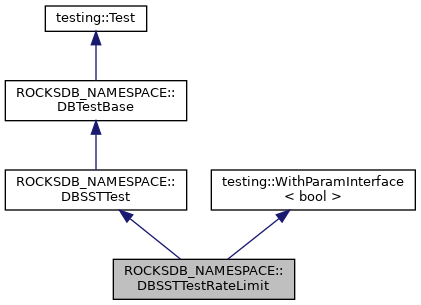 testing::Test
ROCKSDB_NAMESPACE::
DBTestBase
ROCKSDB_NAMESPACE::
DBSSTTest
testing::WithParamInterface
< bool >
ROCKSDB_NAMESPACE::
DBSSTTestRateLimit